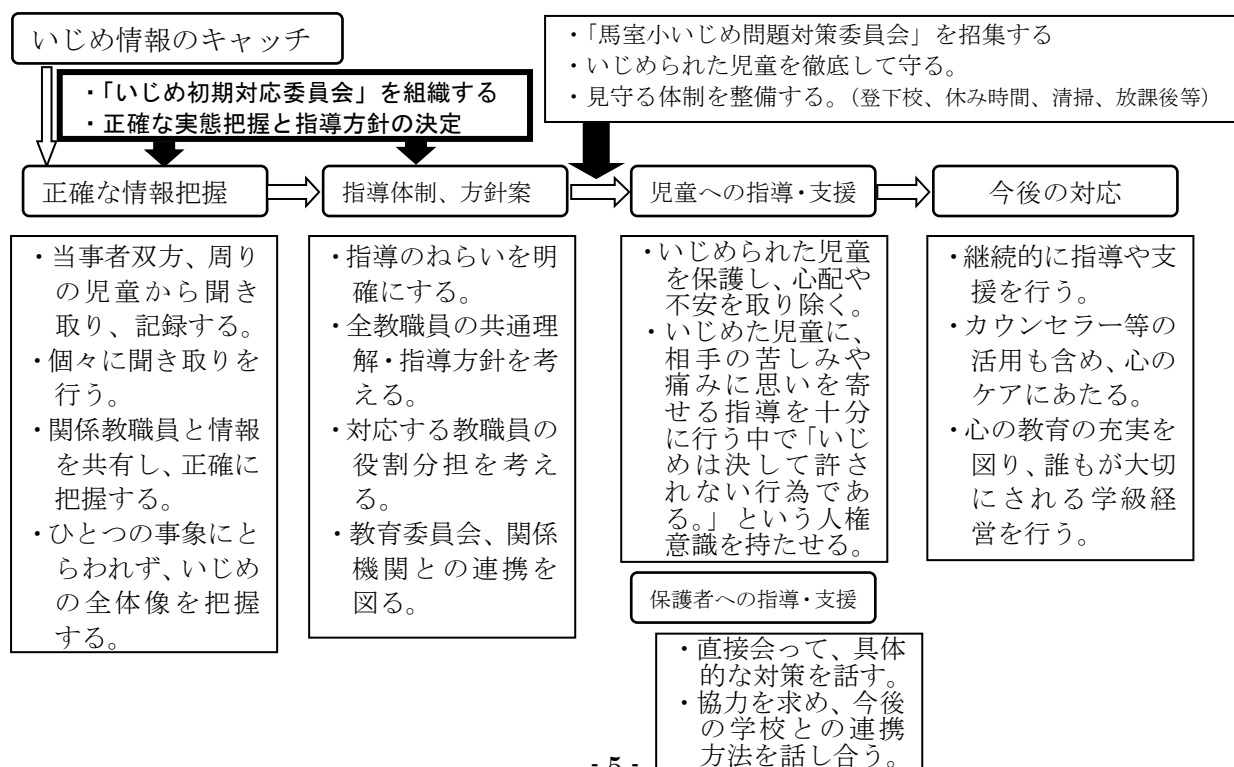 いじめ情報のキャッチ
・「いじめ初期対応委員会」を組織する
・正確な実態把握と指導方針の決定
・「馬室小いじめ問題対策委員会」を招集する
・いじめられた児童を徹底して守る。
・見守る体制を整備する。（登下校、休み時間、清掃、放課後等）
正確な情報把握
指導体制、方針案
児童への指導・支援
今後の対応
・当事者双方、周り
の児童から聞き
取り、記録する。
・個々に聞き取りを
行う。
・関係教職員と情報
を共有し、正確に
把握する。
・ひとつの事象にと
らわれず、いじめ
の全体像を把握
する。
・指導のねらいを明
確にする。
・全教職員の共通理
解・指導方針を考
える。
・対応する教職員の
役割分担を考え
る。
・教育委員会、関係
機関との連携を
図る。
・いじめられた児童
を保護し、心配や
不安を取り除く。
・いじめた児童に、
相手の苦しみや
痛みに思いを寄
せる指導を十分
に行う中で「いじ
めは決して許さ
れない行為であ
る。」という人権
意識を持たせる。
・継続的に指導や支
援を行う。
・カウンセラー等の
活用も含め、心の
ケアにあたる。
・心の教育の充実を
図り、誰もが大切
にされる学級経
営を行う。
保護者への指導・支援
・直接会って、具体
的な対策を話す。
・協力を求め、今後
の学校との連携
方法を話し合う。
- 5 -